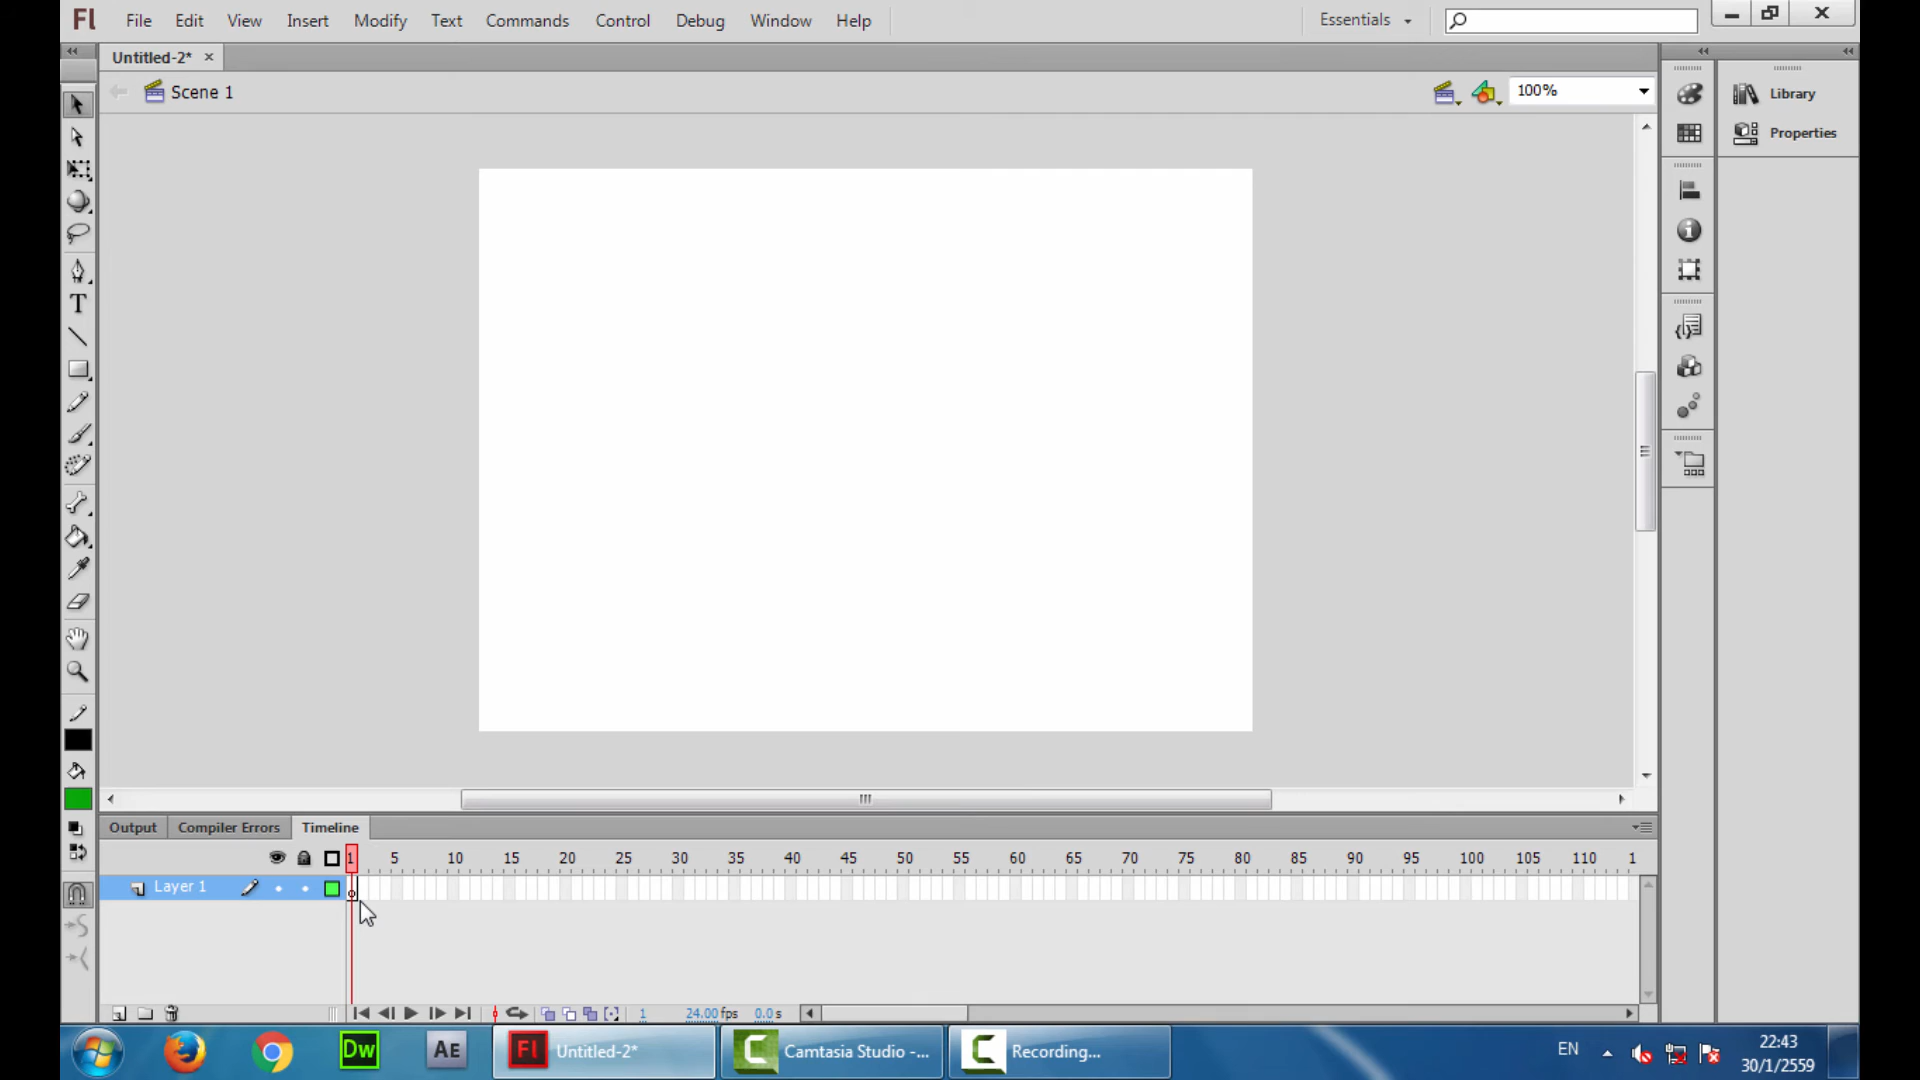 Fl File Edit View Insert Modify Text Commands Control Debug Window Help Essentials
Untitled-2*
Scene 1 100%
Library
Properties
T
Output Compiler Errors Timeline
1 5 10 15 20 25 30 35 40 45 50 55 60 65 70 75 80 85 90 95 100 105 110 1
Layer 1
1 24.00 fps 0.0 s
Dw AE Fl Untitled-2* Camtasia Studio -... Recording... EN 22:43
30/1/2559